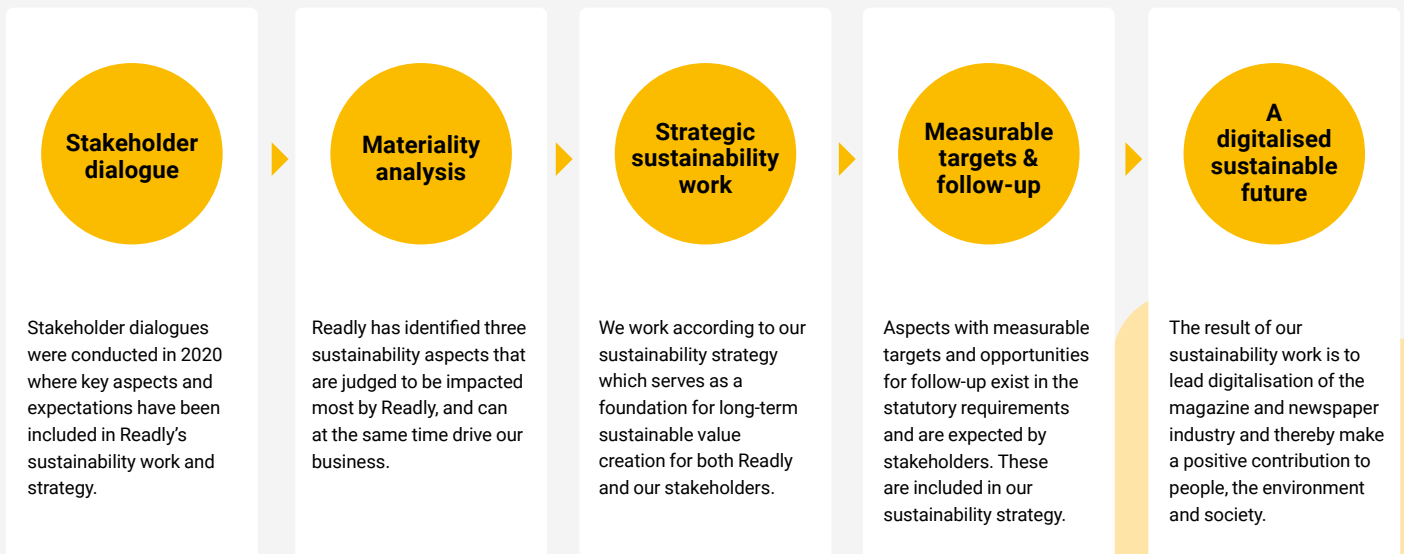 Stakeholder
dialogue
Stakeholder dialogues
were conducted in 2020
where key aspects and
expectations have been
included in Readly’s
sustainability work and
strategy.
Materiality
analysis
Readly has identified three
sustainability aspects that
are judged to be impacted
most by Readly, and can
at the same time drive our
business.
Strategic
sustainability
work
We work according to our
sustainability strategy
which serves as a
foundation for long-term
sustainable value
creation for both Readly
and our stakeholders.
Measurable
targets &
follow-up
Aspects with measurable
targets and opportunities
for follow-up exist in the
statutory requirements
and are expected by
stakeholders. These
are included in our
sustainability strategy.
A
digitalised
sustainable
future
The result of our
sustainability work is to
lead digitalisation of the
magazine and newspaper
industry and thereby make
a positive contribution to
people, the environment
and society.